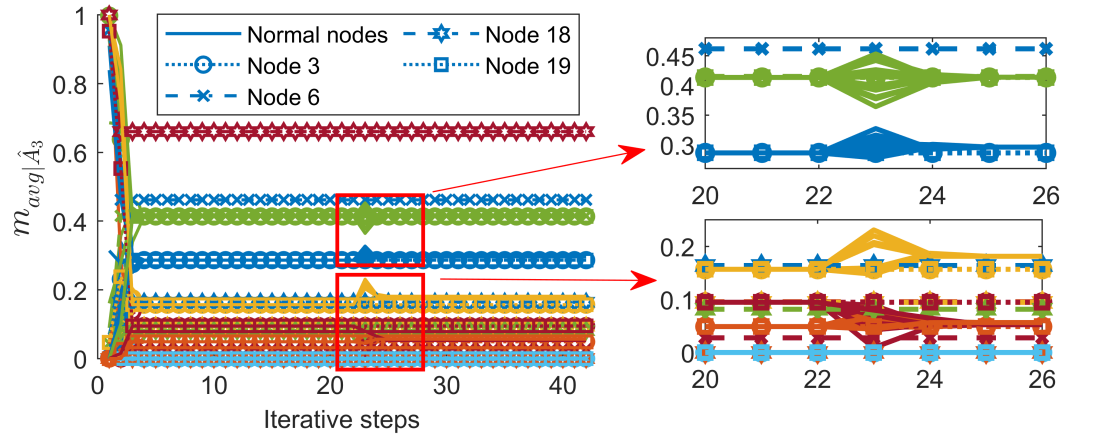 1
0.8
0.6
0.4
0.2
0
m_{avg|Â_3}
Normal nodes
Node 3
Node 6
Node 18
Node 19
0 10 20 30 40
Iterative steps
0.45
0.4
0.35
0.3
20 22 24 26
0.2
0.1
0
20 22 24 26